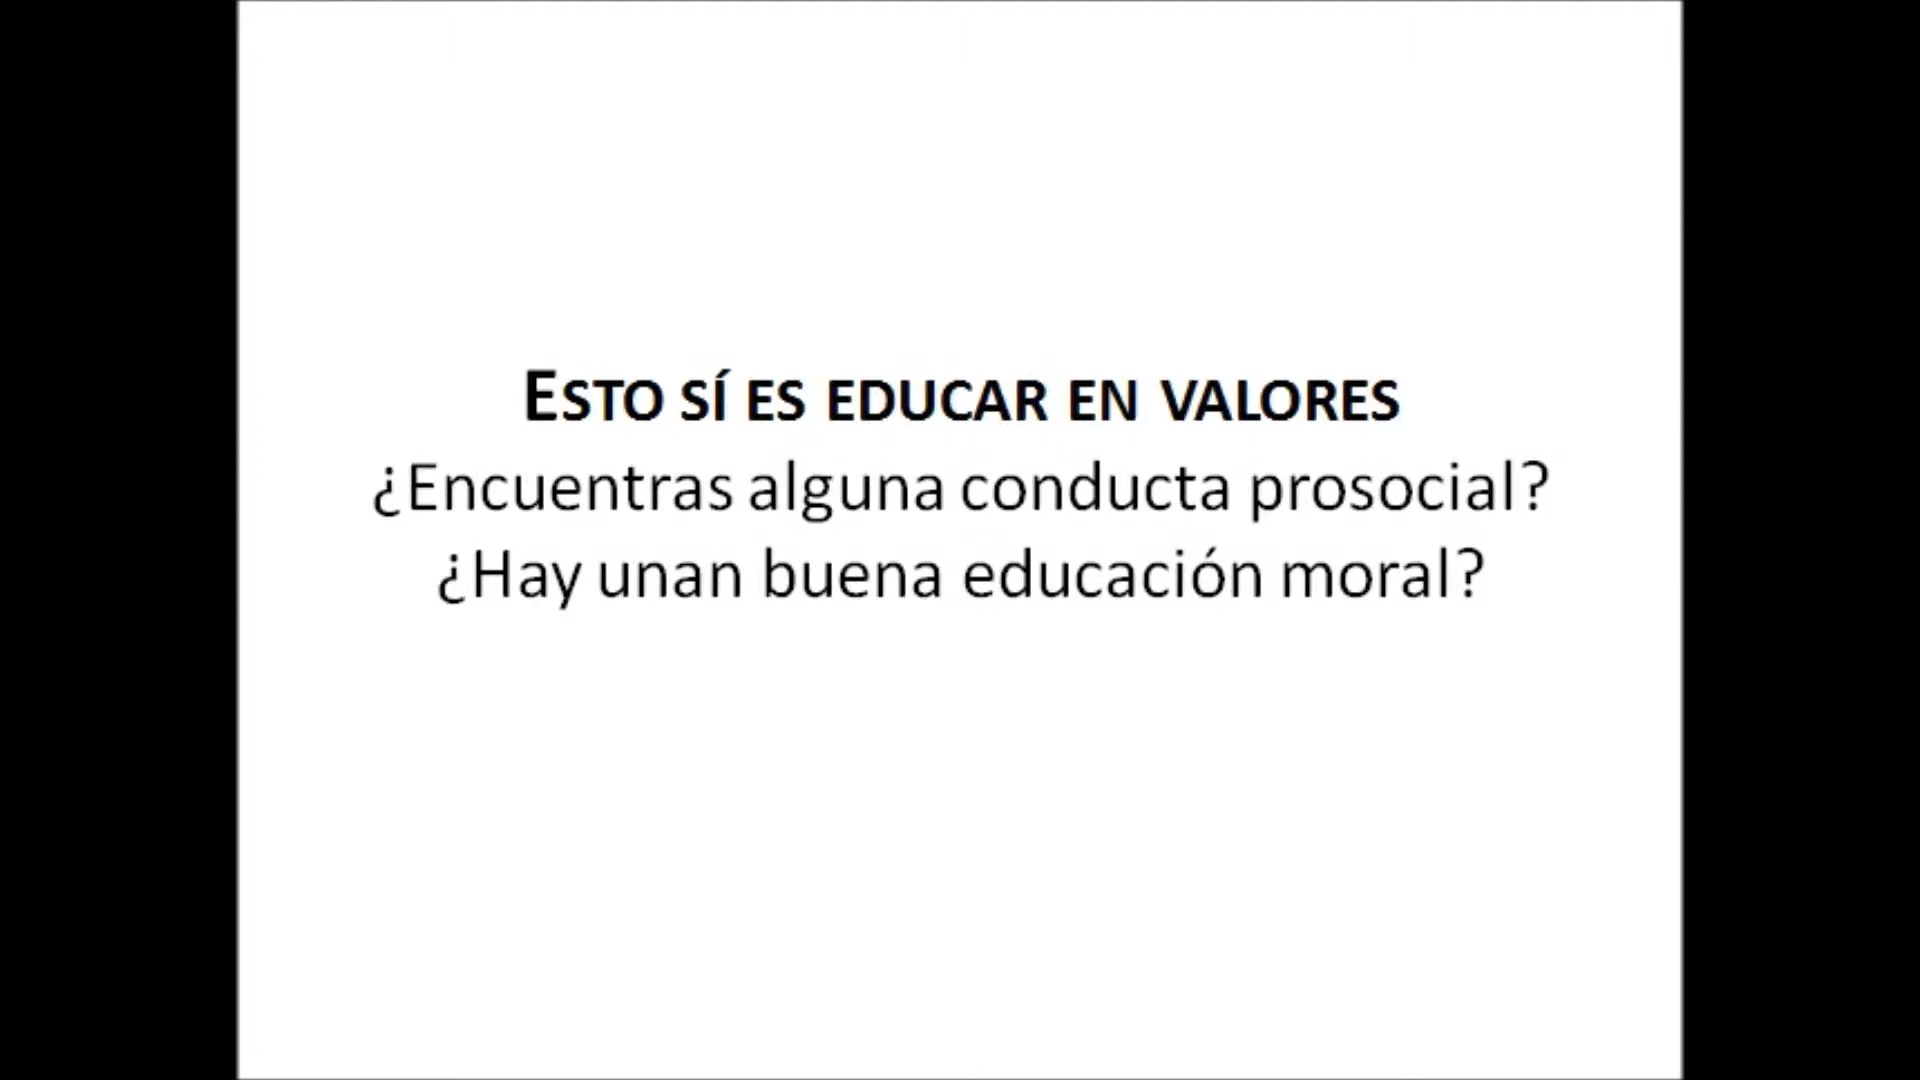 ESTO SÍ ES EDUCAR EN VALORES
¿Encuentras alguna conducta prosocial?
¿Hay unan buena educación moral?